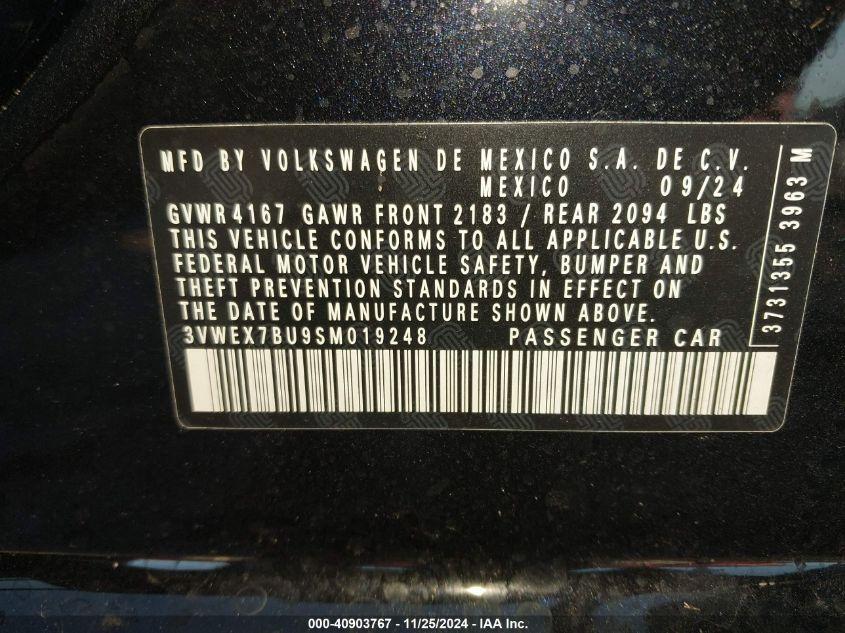 MFD BY VOLKSWAGEN DE MEXICO S.A. DE C.V.
MEXICO 09/24
GVWR 4167 GAWR FRONT 2183 / REAR 2094 LBS
THIS VEHICLE CONFORMS TO ALL APPLICABLE U.S.
FEDERAL MOTOR VEHICLE SAFETY, BUMPER AND
THEFT PREVENTION STANDARDS IN EFFECT ON
THE DATE OF MANUFACTURE SHOWN ABOVE.
3VWEX7BU9SM019248 PASSENGER CAR
3731355 3963 M
000-40903767 - 11/25/2024 - IAA Inc.